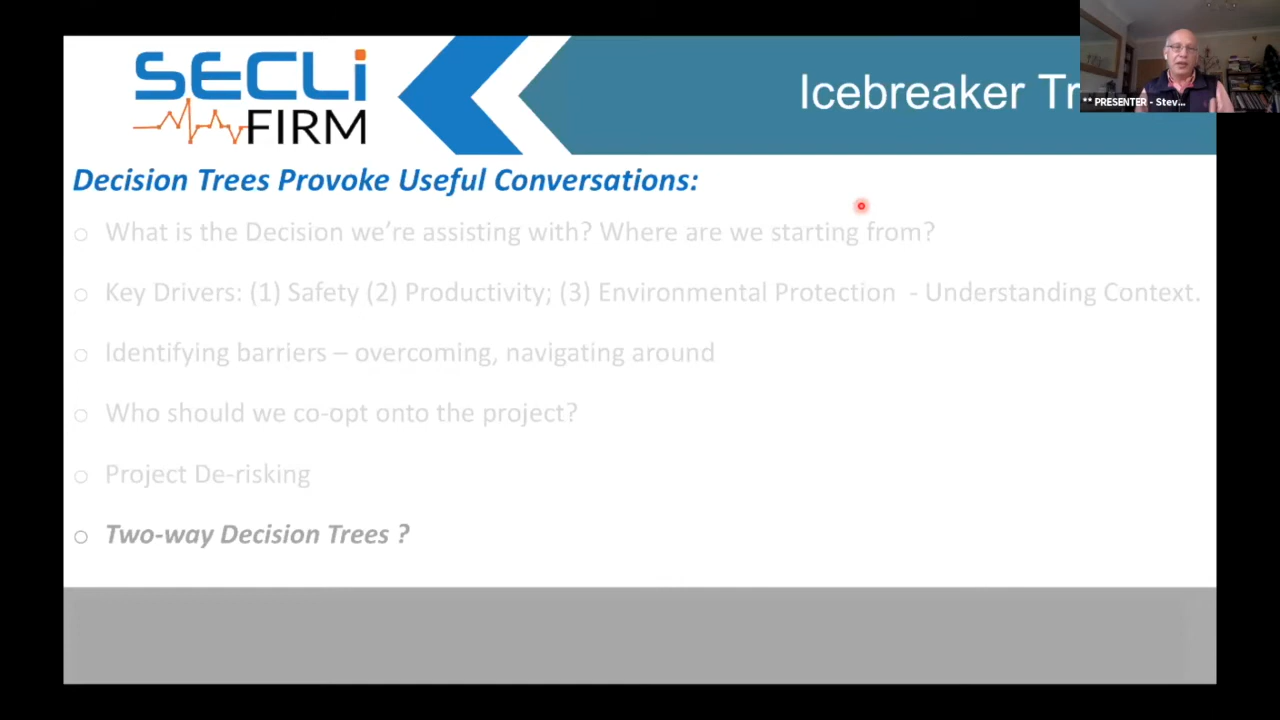 SECLi
FIRM
Icebreaker
** PRESENTER - Stev...
Decision Trees Provoke Useful Conversations:
What is the Decision we're assisting with? Where are we starting from?
Key Drivers: (1) Safety (2) Productivity; (3) Environmental Protection - Understanding Context.
Identifying barriers – overcoming, navigating around
Who should we co-opt onto the project?
Project De-risking
Two-way Decision Trees ?